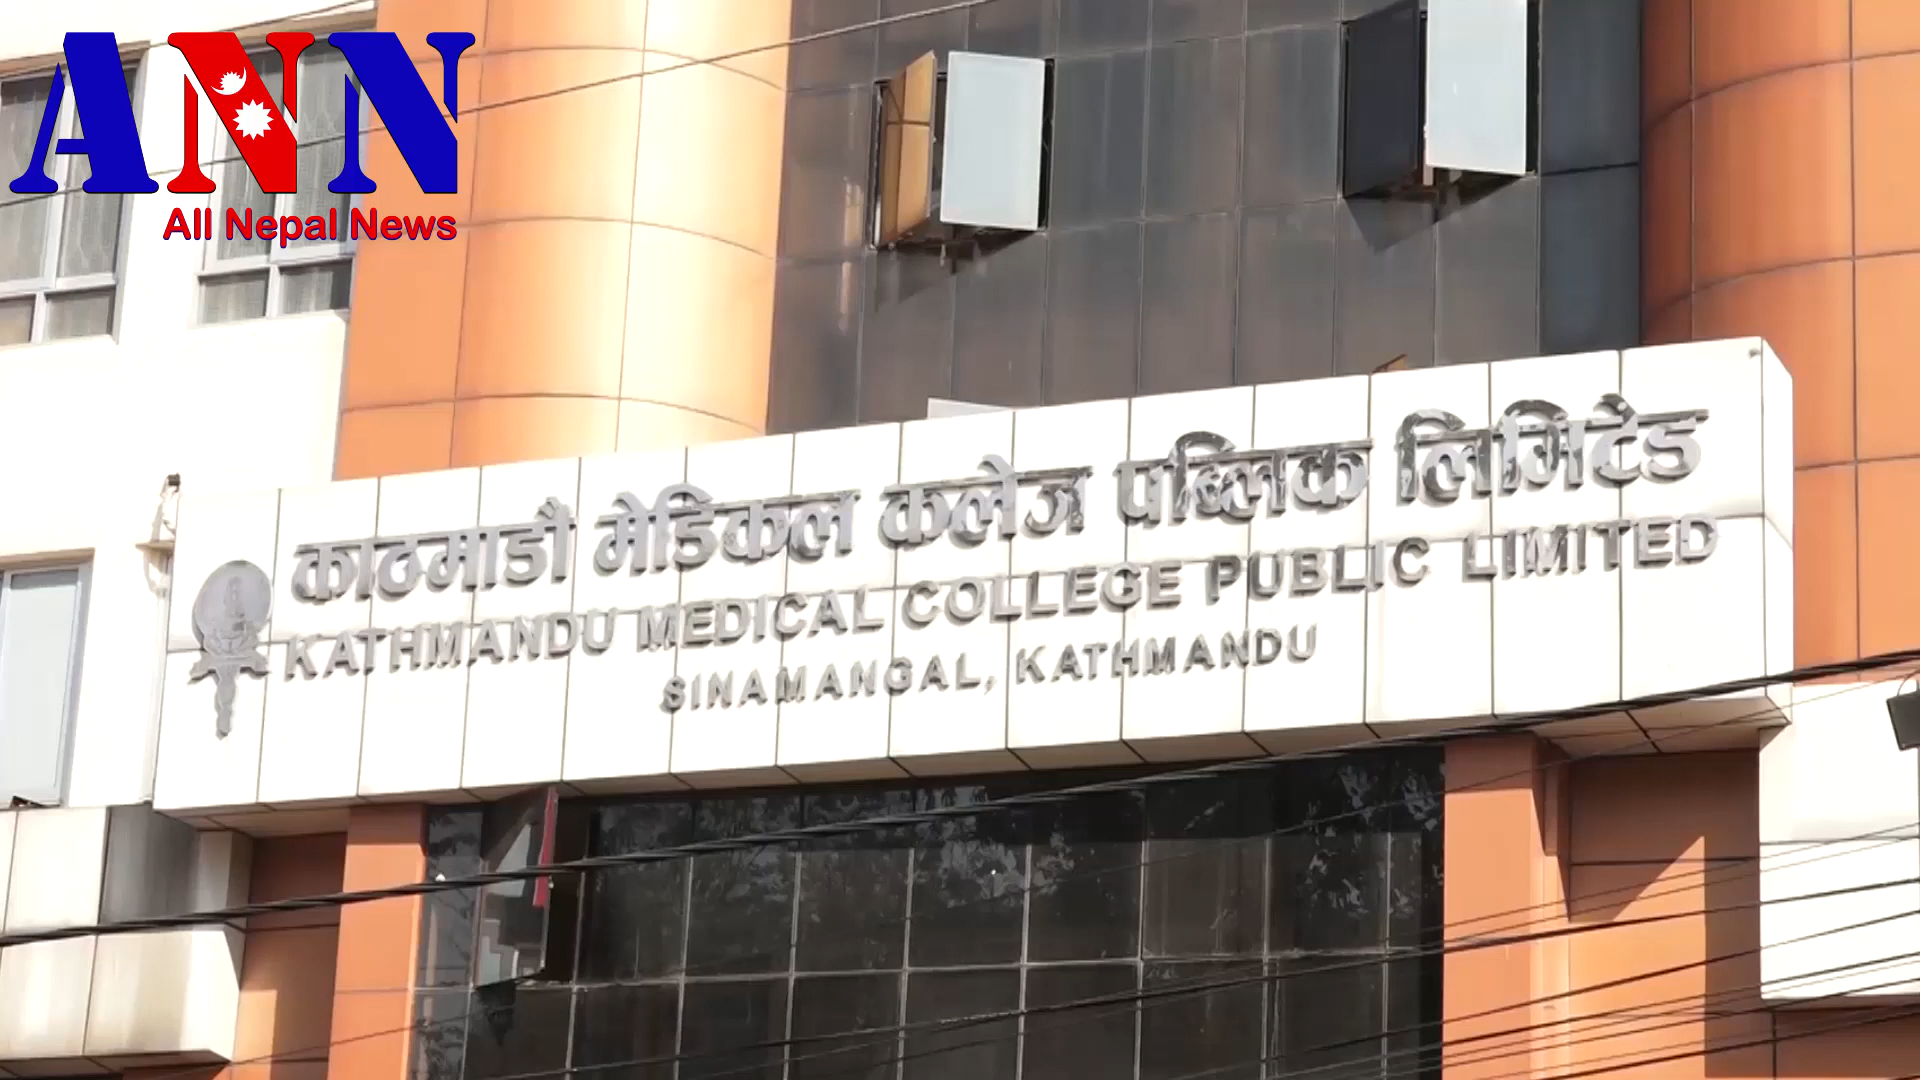 ANN
All Nepal News
काठमाडौं मेडिकल कलेज पब्लिक लिमिटेड
KATHMANDU MEDICAL COLLEGE PUBLIC LIMITED
SINAMANGAL, KATHMANDU